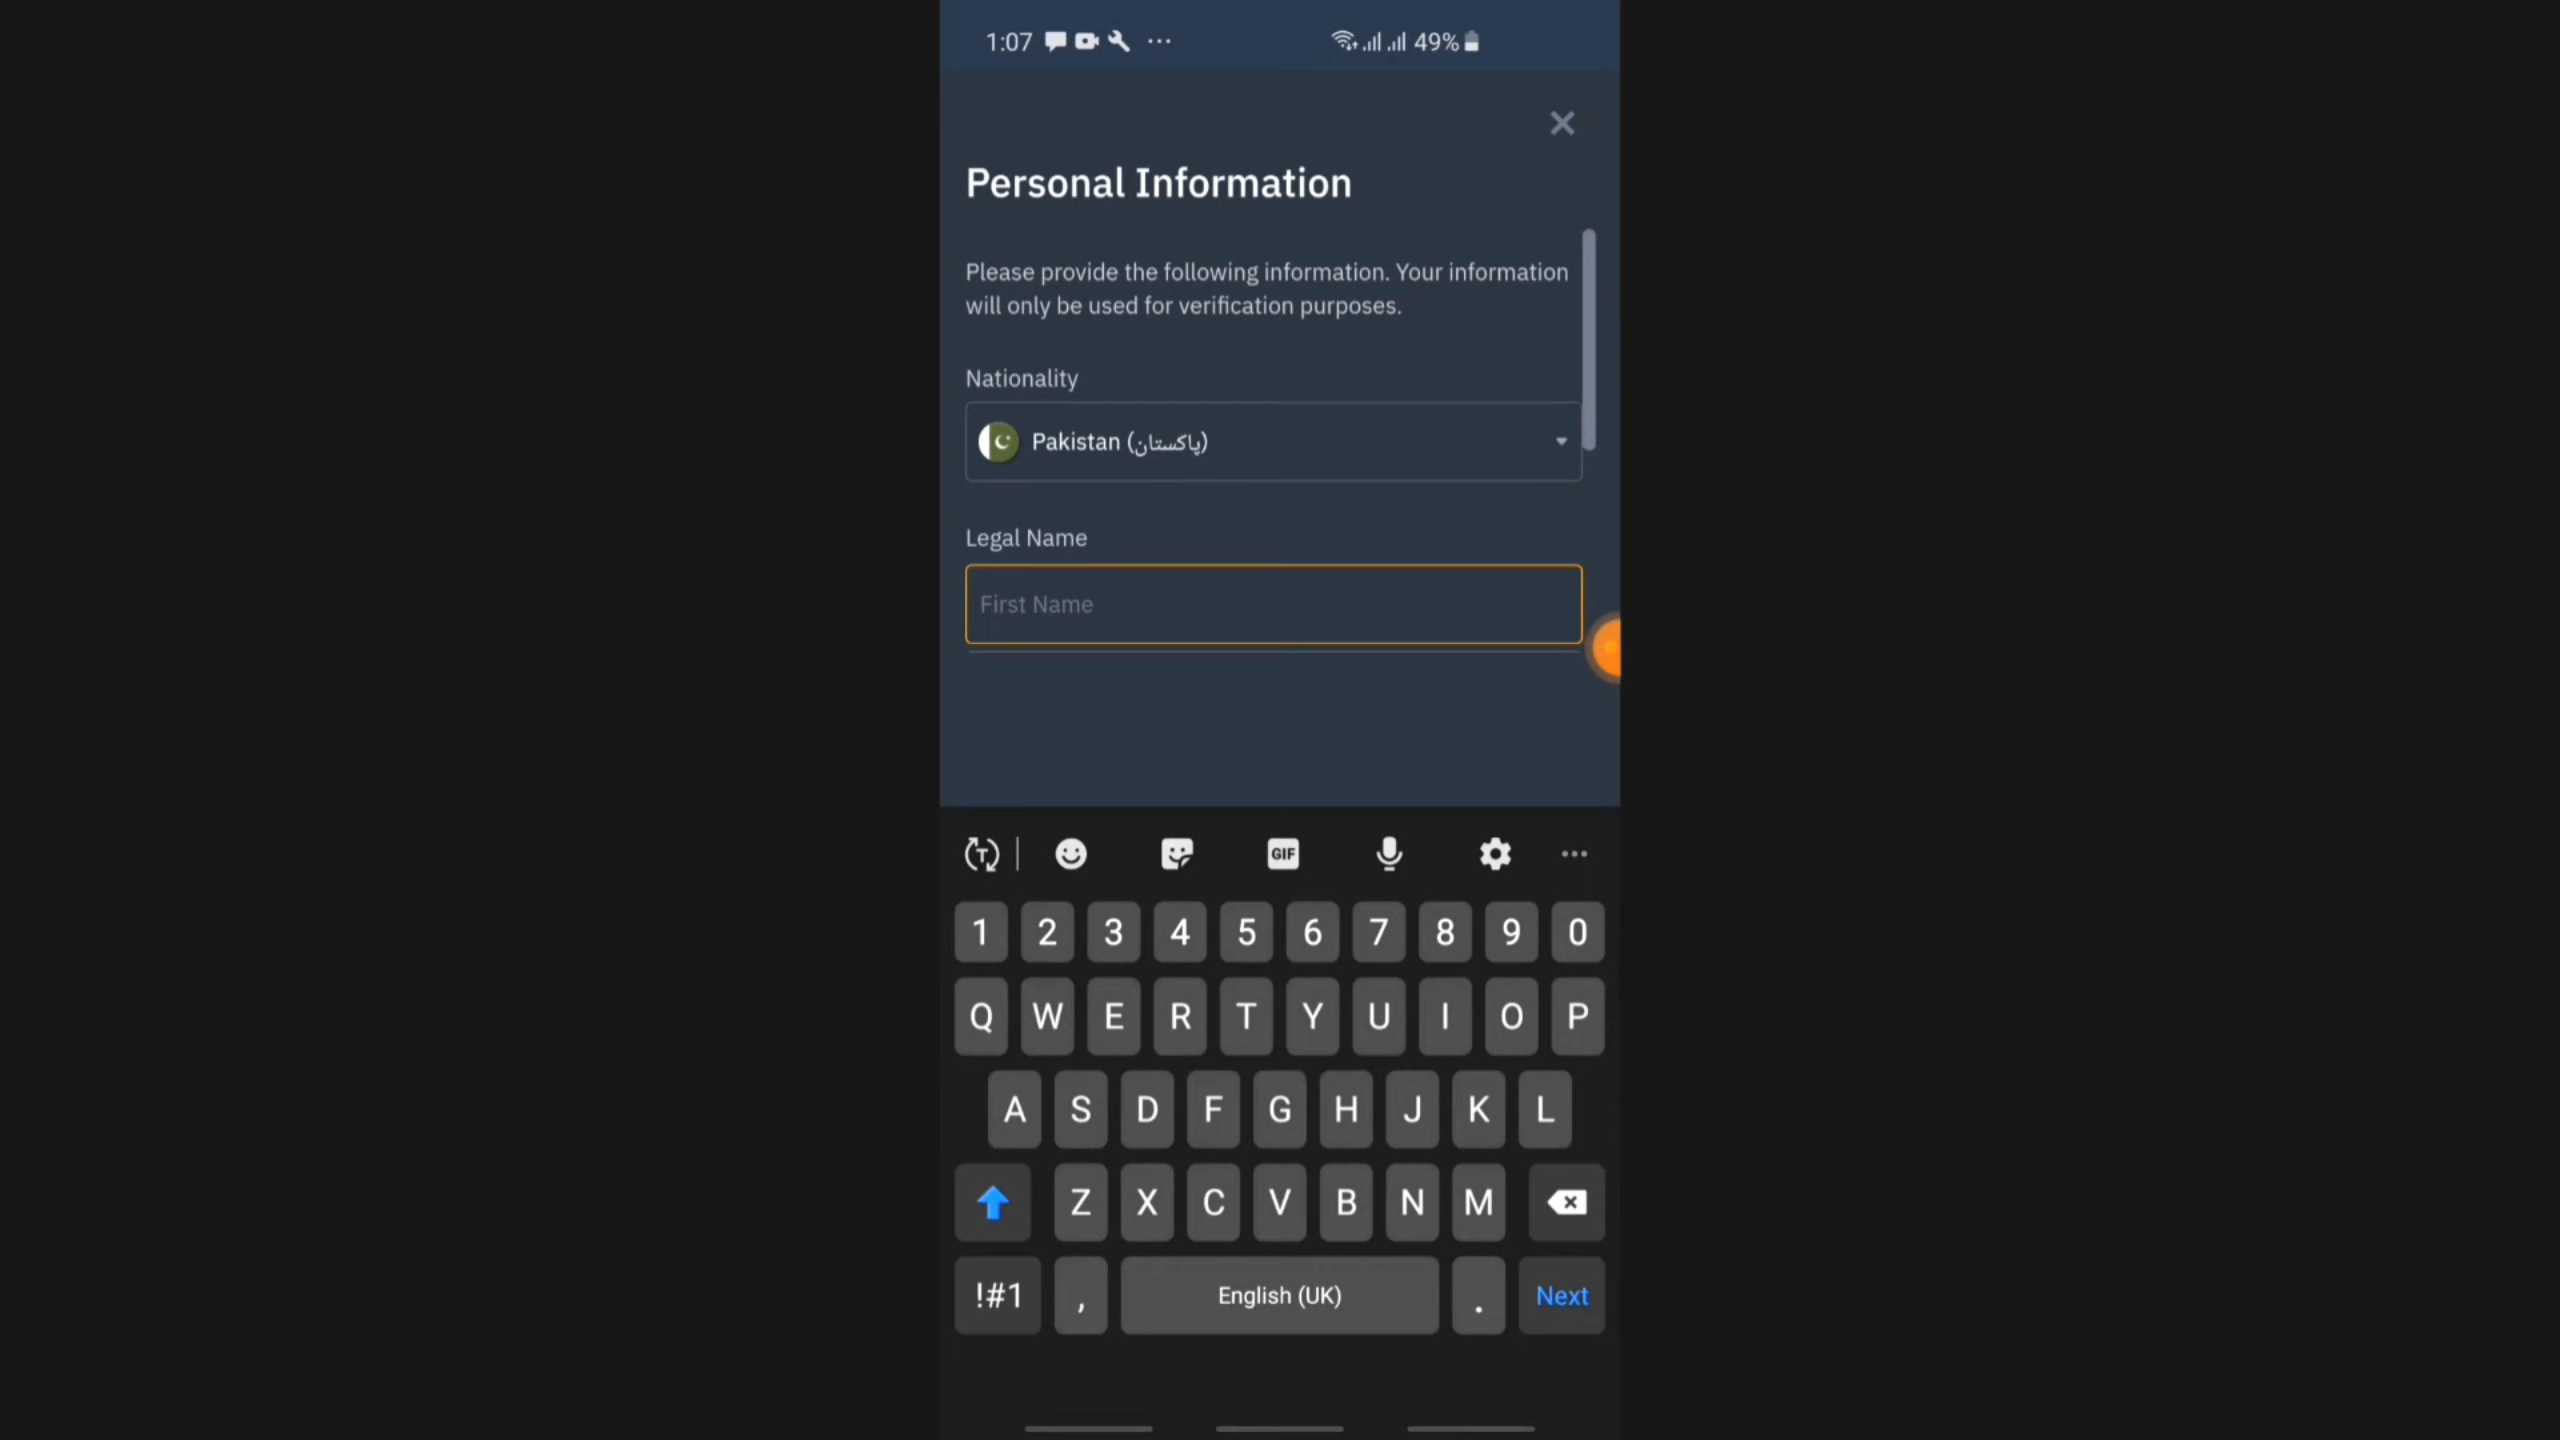 1:07 49%
Personal Information
Please provide the following information. Your information
will only be used for verification purposes.
Nationality
Pakistan (پاکستان)
Legal Name
First Name
GIF
1 2 3 4 5 6 7 8 9 0
Q W E R T Y U I O P
A S D F G H J K L
Z X C V B N M
!#1 , English (UK) . Next